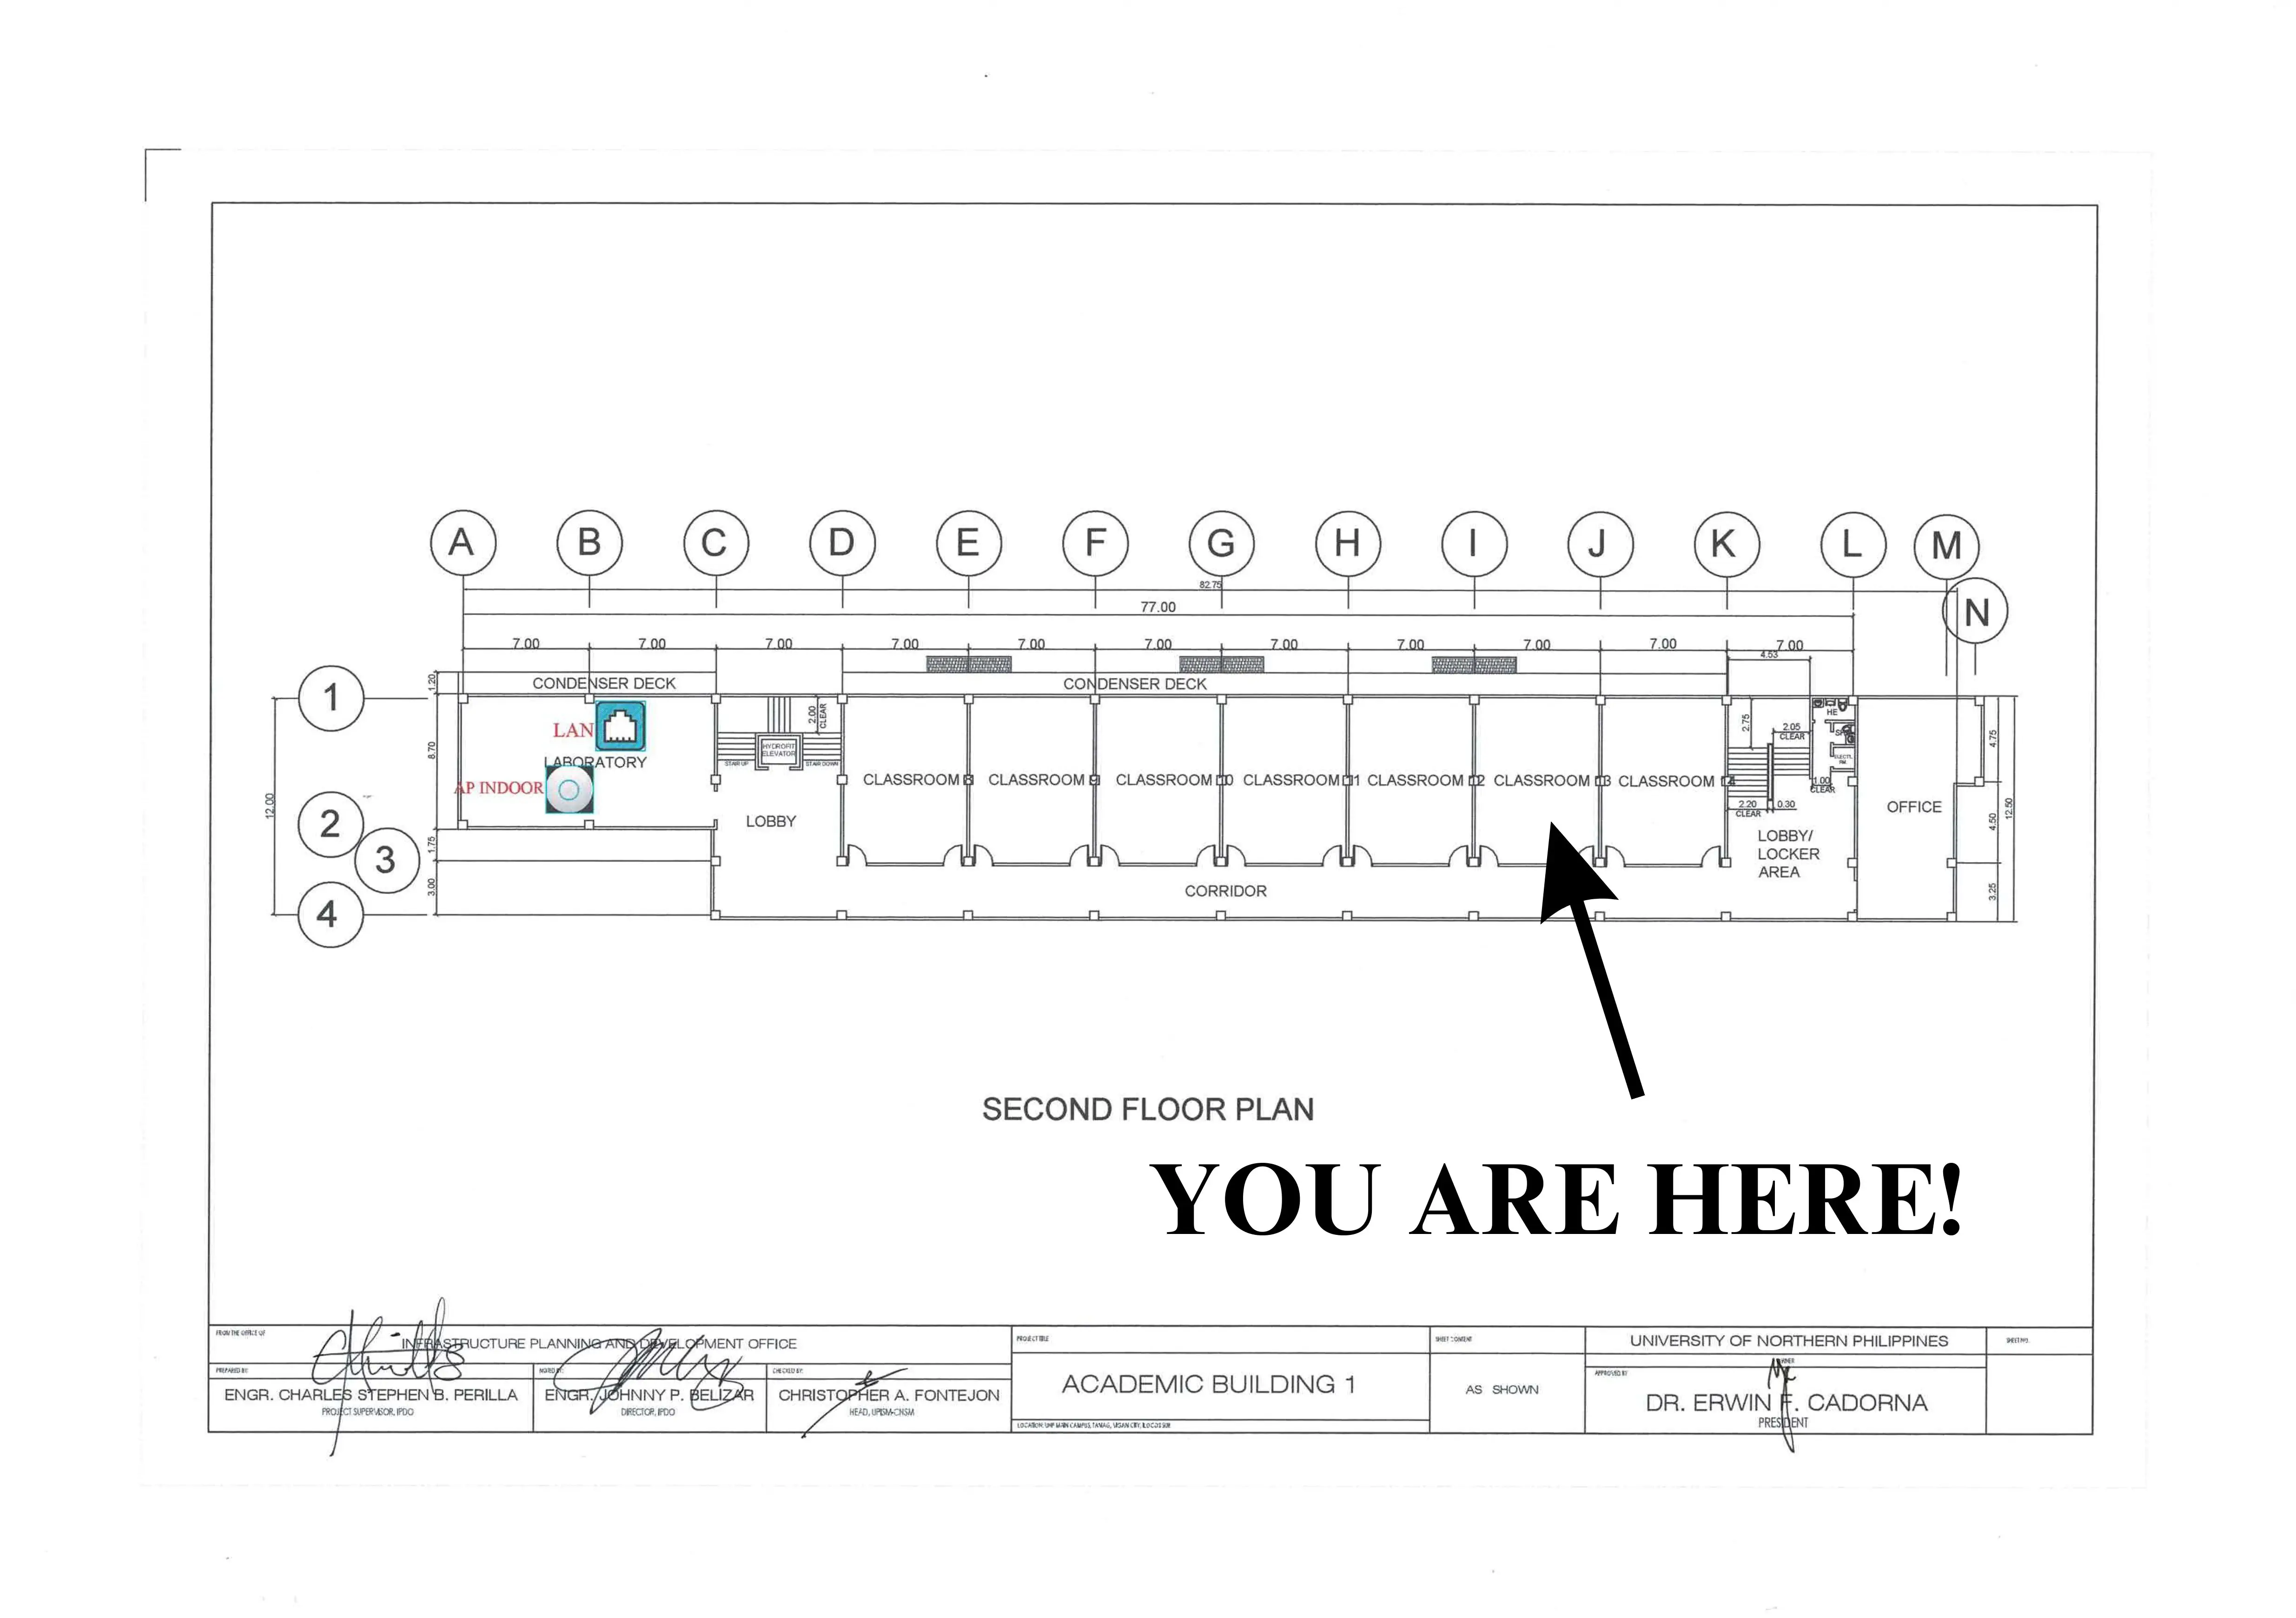 A B C D E F G H I J K L M
N
82.75
77.00
7.00 7.00 7.00 7.00 7.00 7.00 7.00 7.00 7.00 7.00 7.00
4.53
1.20
CONDENSER DECK
CONDENSER DECK
1
2
3
4
12.00
8.70
1.75
3.00
LAN
LABORATORY
AP INDOOR
2.00
CLEAR
HYDROFIT
ELEVATOR
STAIR UP
STAIR DOWN
LOBBY
CLASSROOM 8
CLASSROOM 9
CLASSROOM 10
CLASSROOM 11
CLASSROOM 12
CLASSROOM 13
CLASSROOM 14
2.75
2.05
CLEAR
HE
1.00
CLEAR
2.20
CLEAR
0.30
LOBBY/
LOCKER
AREA
OFFICE
4.75
4.50
3.25
12.50
CORRIDOR
SECOND FLOOR PLAN
YOU ARE HERE!
FROM THE OFFICE OF
INFRASTRUCTURE PLANNING AND DEVELOPMENT OFFICE
PREPARED BY:
ENGR. CHARLES STEPHEN B. PERILLA
PROJECT SUPERVISOR, IPDO
NOTED BY:
ENGR. JOHNNY P. BELIZAR
DIRECTOR, IPDO
CHECKED BY:
CHRISTOPHER A. FONTEJON
HEAD, UPISM-CNSM
PROJECT TITLE
ACADEMIC BUILDING 1
LOCATION: UNP MAIN CAMPUS, TAMAG, VIGAN CITY, ILOCOS SUR
SHEET CONTENT
AS SHOWN
UNIVERSITY OF NORTHERN PHILIPPINES
OWNER
APPROVED BY
DR. ERWIN F. CADORNA
PRESIDENT
SHEET NO.